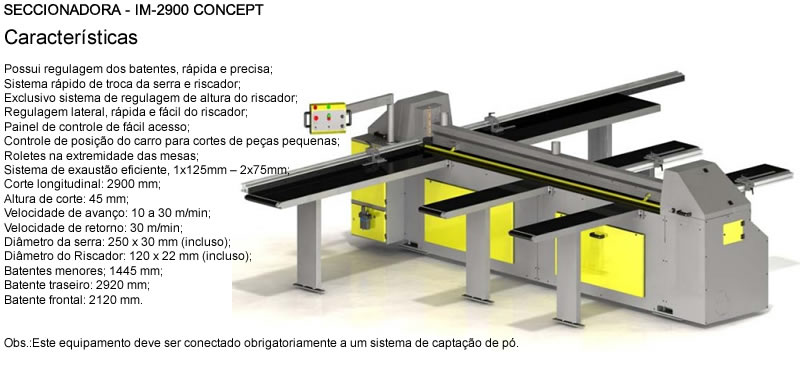 SECCIONADORA - IM-2900 CONCEPT
Características
Possui regulagem dos batentes, rápida e precisa;
Sistema rápido de troca da serra e riscador;
Exclusivo sistema de regulagem de altura do riscador;
Regulagem lateral, rápida e fácil do riscador;
Painel de controle de fácil acesso;
Controle de posição do carro para cortes de peças pequenas;
Roletes na extremidade das mesas;
Sistema de exaustão eficiente, 1x125mm – 2x75mm;
Corte longitudinal: 2900 mm;
Altura de corte: 45 mm;
Velocidade de avanço: 10 a 30 m/min;
Velocidade de retorno: 30 m/min;
Diâmetro da serra: 250 x 30 mm (incluso);
Diâmetro do Riscador: 120 x 22 mm (incluso);
Batentes menores; 1445 mm;
Batente traseiro: 2920 mm;
Batente frontal: 2120 mm.
Obs.:Este equipamento deve ser conectado obrigatoriamente a um sistema de captação de pó.